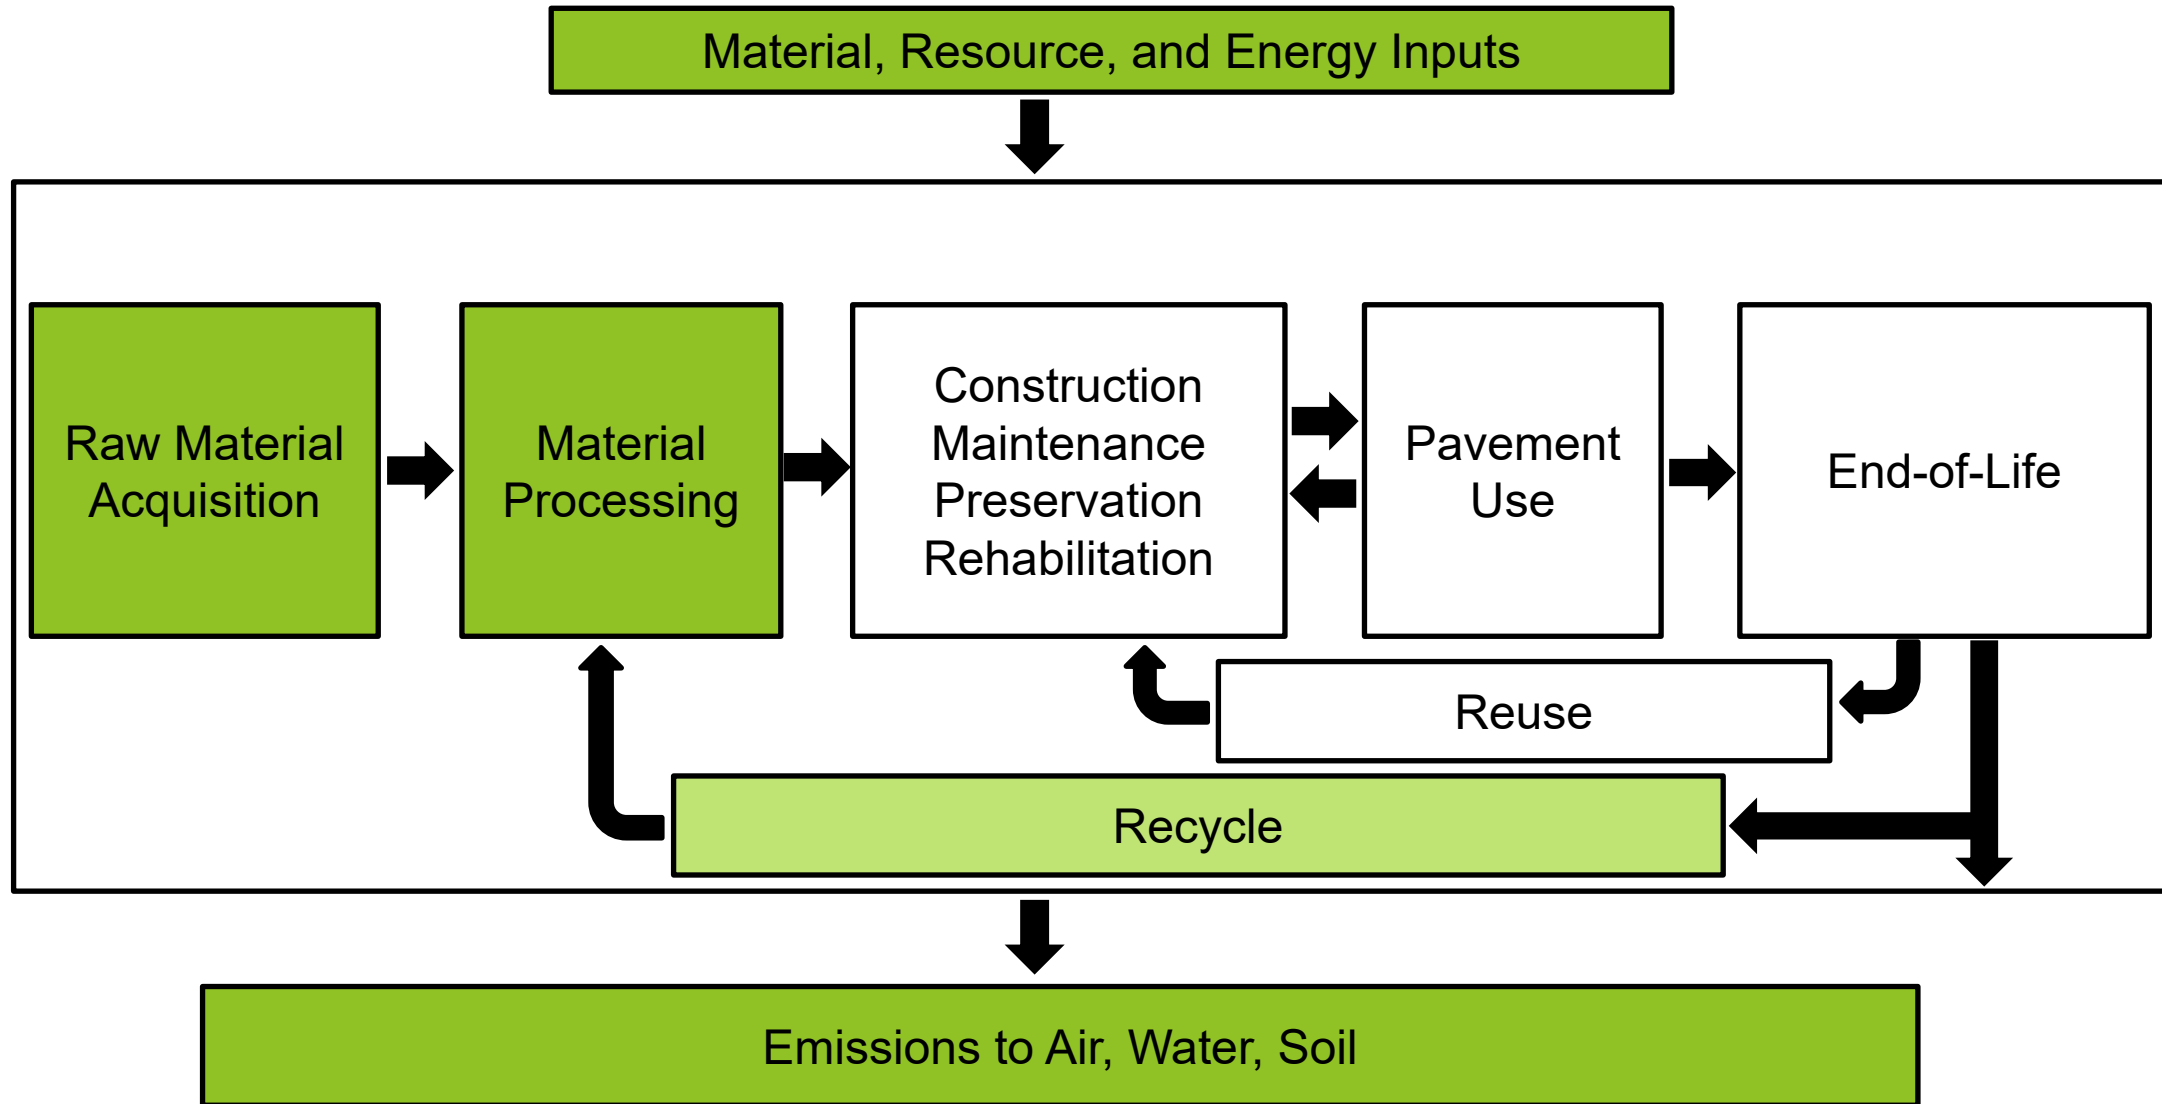 Material, Resource, and Energy Inputs
Raw Material
Acquisition
Material
Processing
Construction
Maintenance
Preservation
Rehabilitation
Pavement
Use
End-of-Life
Reuse
Recycle
Emissions to Air, Water, Soil